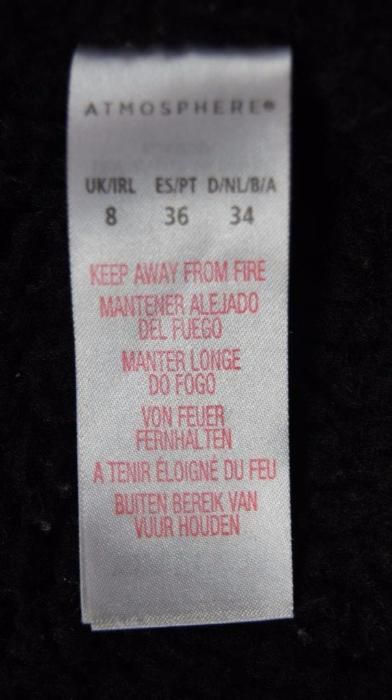 ATMOSPHERE®
UK/IRL ES/PT D/NL/B/A
8 36 34
KEEP AWAY FROM FIRE
MANTENER ALEJADO
DEL FUEGO
MANTER LONGE
DO FOGO
VON FEUER
FERNHALTEN
A TENIR ÉLOIGNÉ DU FEU
BUITEN BEREIK VAN
VUUR HOUDEN